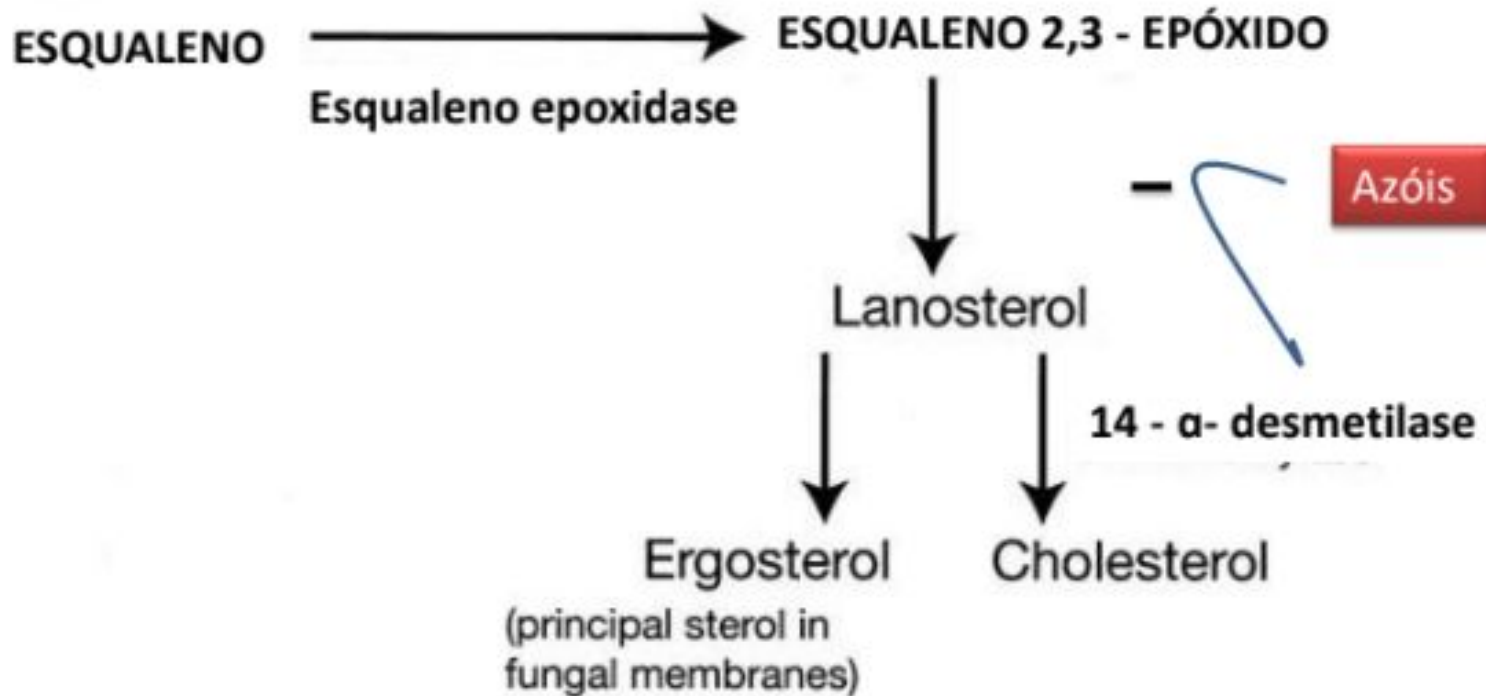 ESQUALENO
ESQUALENO 2,3 - EPÓXIDO
Esqualeno epoxidase
–
Azóis
Lanosterol
14 - α- desmetilase
Ergosterol
Cholesterol
(principal sterol in
fungal membranes)